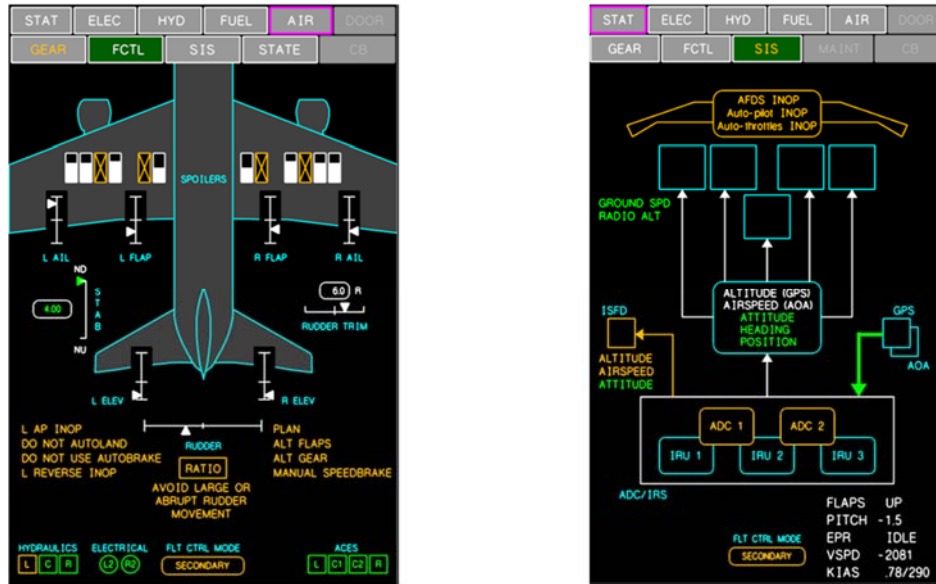 STAT ELEC HYD FUEL AIR DOOR
GEAR FCTL SIS STATE CB
SPOILERS
L AIL L FLAP R FLAP R AIL
ND
4.00
STAB
NU
6.0 R
RUDDER TRIM
L ELEV R ELEV
L AP INOP
DO NOT AUTOLAND
DO NOT USE AUTOBRAKE
L REVERSE INOP
RUDDER
RATIO
AVOID LARGE OR
ABRUPT RUDDER
MOVEMENT
PLAN
ALT FLAPS
ALT GEAR
MANUAL SPEEDBRAKE
HYDRAULICS ELECTRICAL FLT CTRL MODE ACES
L C R L2 R2 SECONDARY L C1 C2 R
STAT ELEC HYD FUEL AIR DOOR
GEAR FCTL SIS MAINT CB
AFDS INOP
Auto-pilot INOP
Auto-throttles INOP
GROUND SPD
RADIO ALT
ALTITUDE (GPS)
AIRSPEED (AOA)
ATTITUDE
HEADING
POSITION
ISFD
ALTITUDE
AIRSPEED
ATTITUDE
GPS
AOA
ADC 1 ADC 2
IRU 1 IRU 2 IRU 3
ADC/IRS
FLT CTRL MODE
SECONDARY
FLAPS UP
PITCH -1.5
EPR IDLE
VSPD -2081
KIAS .78/290